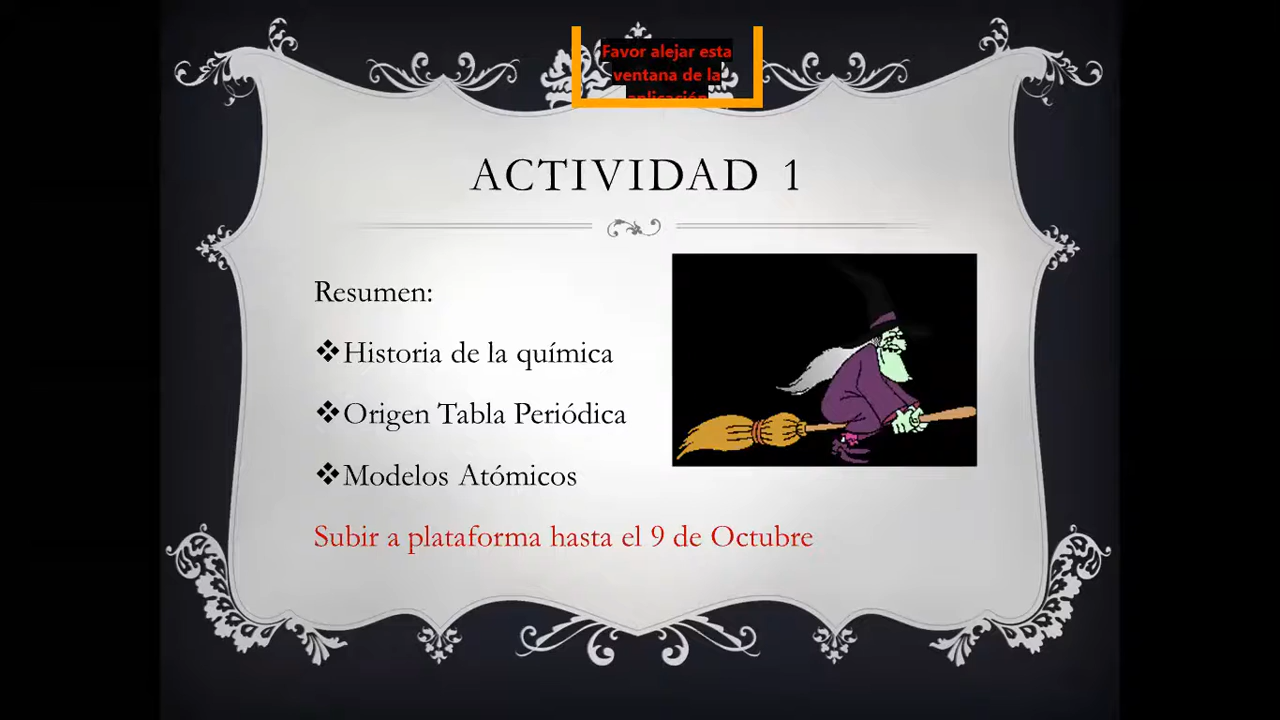 Favor alejar esta
ventana de la
aplicación
ACTIVIDAD 1
Resumen:
❖Historia de la química
❖Origen Tabla Periódica
❖Modelos Atómicos
Subir a plataforma hasta el 9 de Octubre